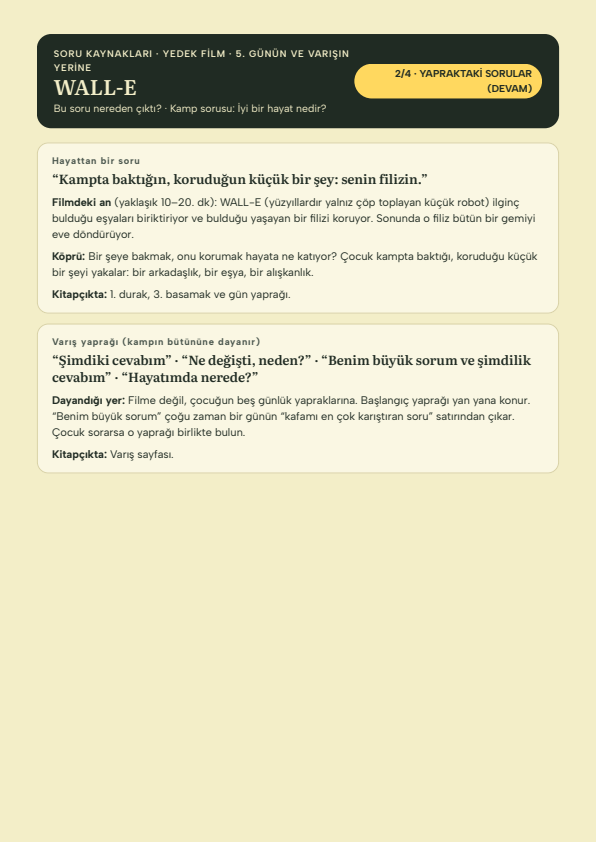 SORU KAYNAKLARI · YEDEK FİLM · 5. GÜNÜN VE VARIŞIN
YERİNE
WALL-E
Bu soru nereden çıktı? · Kamp sorusu: İyi bir hayat nedir?
2/4 · YAPRAKTAKİ SORULAR
(DEVAM)
Hayattan bir soru
“Kampta baktığın, koruduğun küçük bir şey: senin filizin.”
Filmdeki an (yaklaşık 10–20. dk): WALL-E (yüzyıllardır yalnız çöp toplayan küçük robot) ilginç
bulduğu eşyaları biriktiriyor ve bulduğu yaşayan bir filizi koruyor. Sonunda o filiz bütün bir gemiyi
eve döndürüyor.
Köprü: Bir şeye bakmak, onu korumak hayata ne katıyor? Çocuk kampta baktığı, koruduğu küçük
bir şeyi yakalar: bir arkadaşlık, bir eşya, bir alışkanlık.
Kitapçıkta: 1. durak, 3. basamak ve gün yaprağı.
Varış yaprağı (kampın bütününe dayanır)
“Şimdiki cevabım” · “Ne değişti, neden?” · “Benim büyük sorum ve şimdilik
cevabım” · “Hayatımda nerede?”
Dayandığı yer: Filme değil, çocuğun beş günlük yapraklarına. Başlangıç yaprağı yan yana konur.
“Benim büyük sorum” çoğu zaman bir günün “kafamı en çok karıştıran soru” satırından çıkar.
Çocuk sorarsa o yaprağı birlikte bulun.
Kitapçıkta: Varış sayfası.